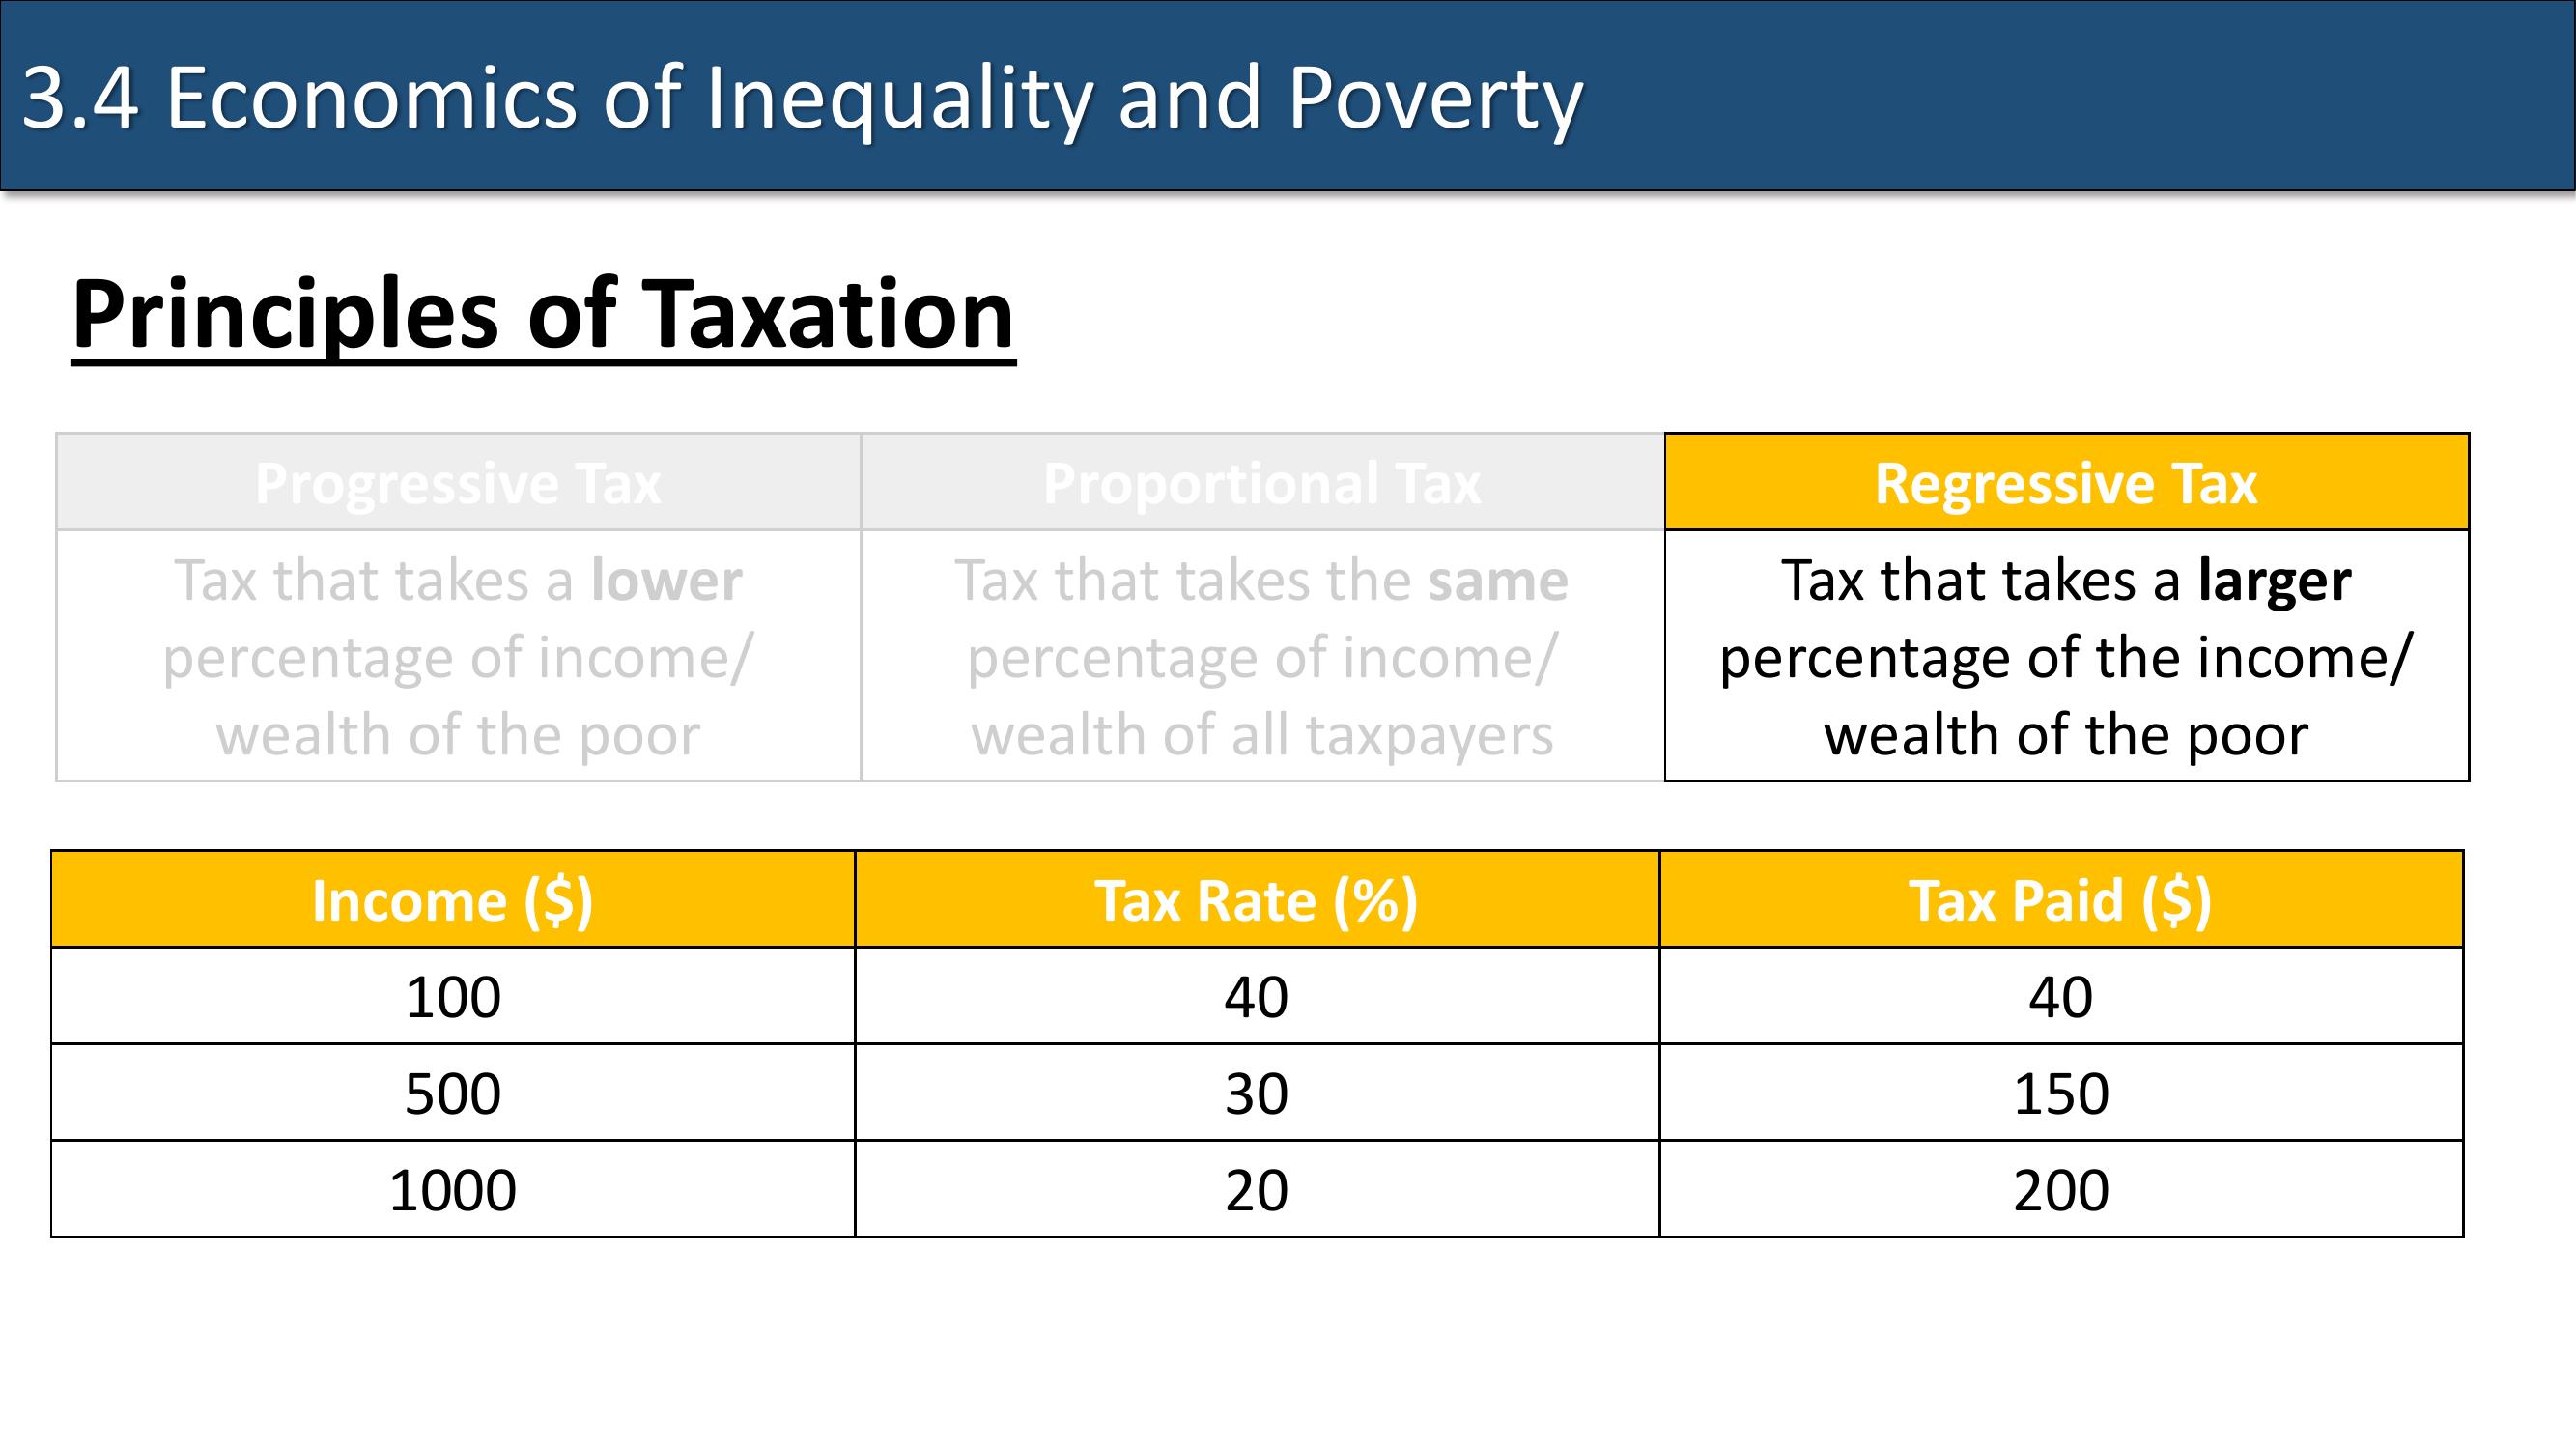 3.4 Economics of Inequality and Poverty
Principles of Taxation
Progressive Tax
Proportional Tax
Regressive Tax
Tax that takes a lower
percentage of income/
wealth of the poor
Tax that takes the same
percentage of income/
wealth of all taxpayers
Tax that takes a larger
percentage of the income/
wealth of the poor
Income ($)
Tax Rate (%)
Tax Paid ($)
100
40
40
500
30
150
1000
20
200